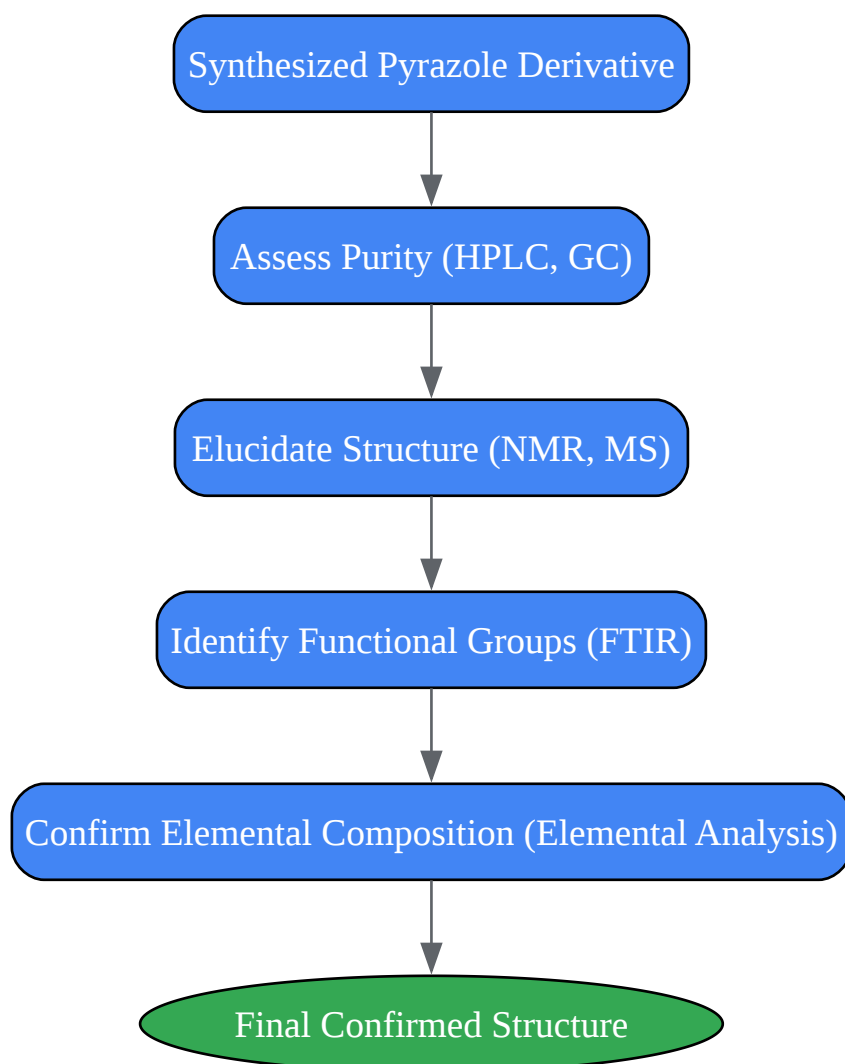 Synthesized Pyrazole Derivative
Assess Purity (HPLC, GC)
Elucidate Structure (NMR, MS)
Identify Functional Groups (FTIR)
Confirm Elemental Composition (Elemental Analysis)
Final Confirmed Structure